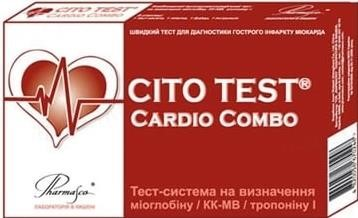 ШВИДКИЙ ТЕСТ ДЛЯ ДІАГНОСТИКИ ГОСТРОГО ІНФАРКТУ МІОКАРДА
CITO TEST®
CARDIO COMBO
Pharmasco
ЛАБОРАТОРІЯ В КИШЕНІ
Тест-система на визначення
міоглобіну / КК-МВ / тропоніну I